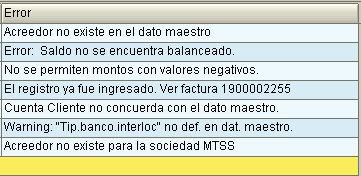 Error
Acreedor no existe en el dato maestro
Error:  Saldo no se encuentra balanceado.
No se permiten montos con valores negativos.
El registro ya fue ingresado. Ver factura 1900002255
Cuenta Cliente no concuerda con el dato maestro.
Warning: "Tip.banco.interloc" no def. en dat. maestro.
Acreedor no existe para la sociedad MTSS